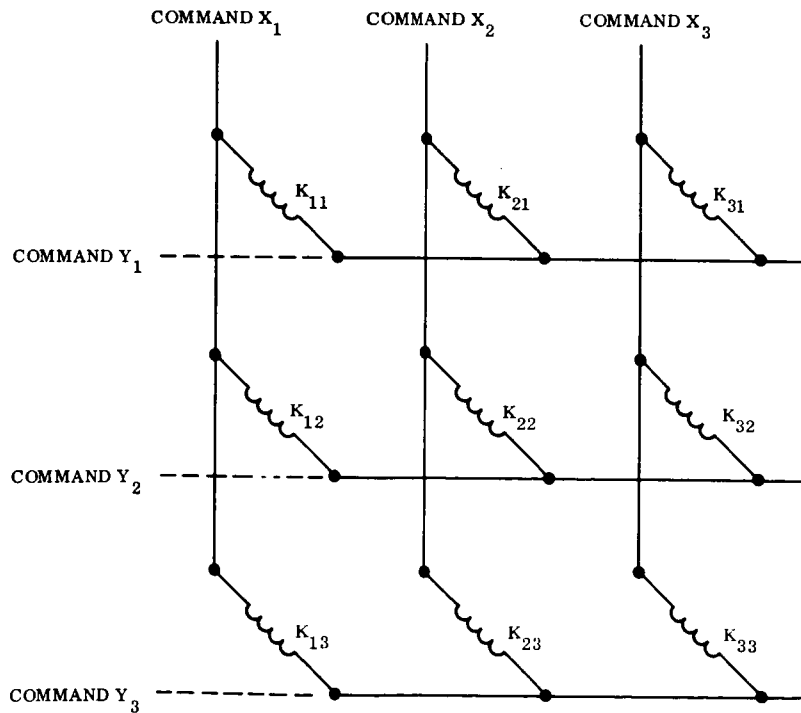 COMMAND X₁ COMMAND X₂ COMMAND X₃
K₁₁ K₂₁ K₃₁
COMMAND Y₁
K₁₂ K₂₂ K₃₂
COMMAND Y₂
K₁₃ K₂₃ K₃₃
COMMAND Y₃